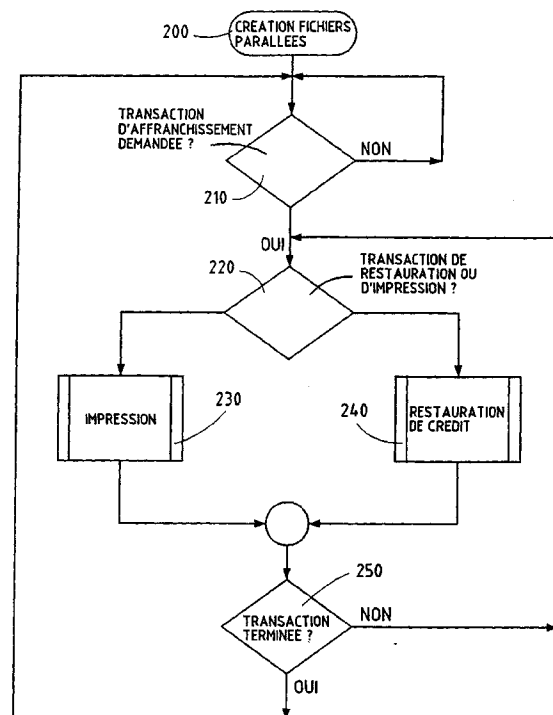 200
CREATION FICHIERS
PARALLEES
TRANSACTION
D'AFFRANCHISSEMENT
DEMANDEE ?
NON
210
OUI
220
TRANSACTION DE
RESTAURATION OU
D'IMPRESSION ?
IMPRESSION
230
240
RESTAURATION
DE CREDIT
250
TRANSACTION
TERMINEE ?
NON
OUI